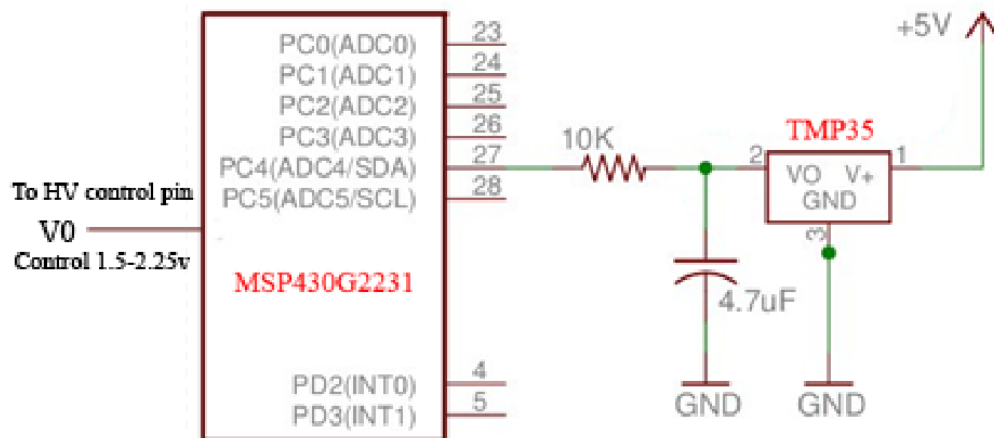 PC0(ADC0) 23
PC1(ADC1) 24
PC2(ADC2) 25
PC3(ADC3) 26
PC4(ADC4/SDA) 27
PC5(ADC5/SCL) 28
To HV control pin
V0
Control 1.5-2.25v
MSP430G2231
PD2(INT0) 4
PD3(INT1) 5
10K
4.7uF
GND
+5V
TMP35
2 VO V+ 1
GND
3
GND